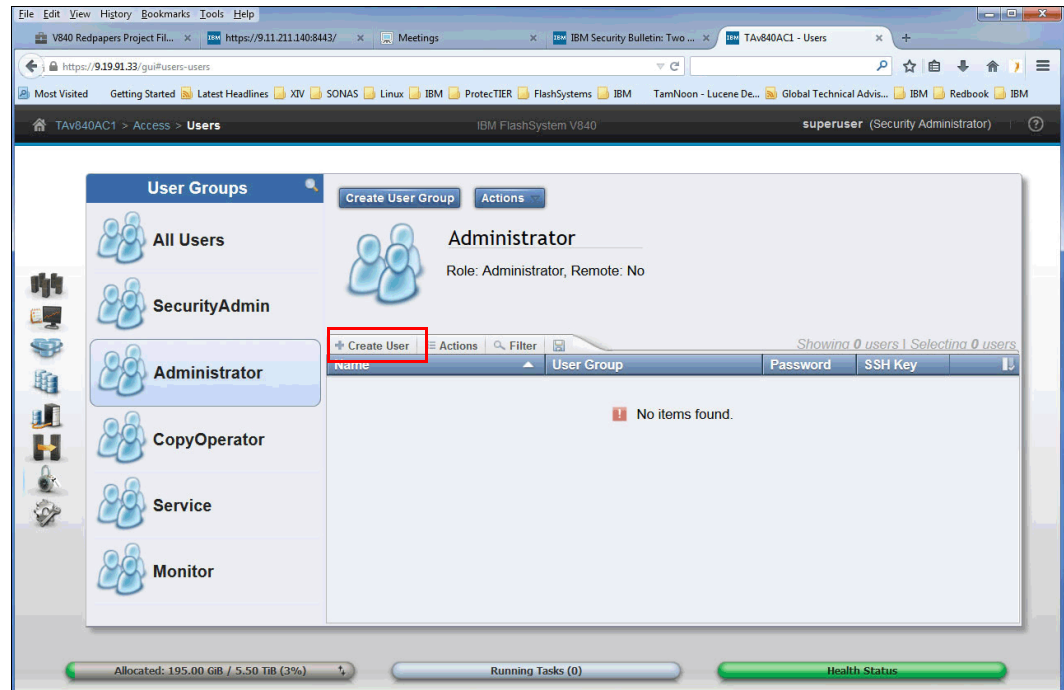 File Edit View History Bookmarks Tools Help
V840 Redpapers Project Fil... × IBM https://9.11.211.140:8443/ × Meetings × IBM IBM Security Bulletin: Two ... × IBM TAv840AC1 - Users × +
https://9.19.91.33/gui#users-users
Most Visited Getting Started Latest Headlines XIV SONAS Linux IBM ProtecTIER FlashSystems IBM TamNoon - Lucene De... Global Technical Advis... IBM Redbook IBM
TAv840AC1 > Access > Users IBM FlashSystem V840 superuser (Security Administrator) ?
User Groups
All Users
SecurityAdmin
Administrator
CopyOperator
Service
Monitor
Create User Group Actions
Administrator
Role: Administrator, Remote: No
Create User Actions Filter Showing 0 users | Selecting 0 users
Name User Group Password SSH Key
No items found.
Allocated: 195.00 GiB / 5.50 TiB (3%) Running Tasks (0) Health Status